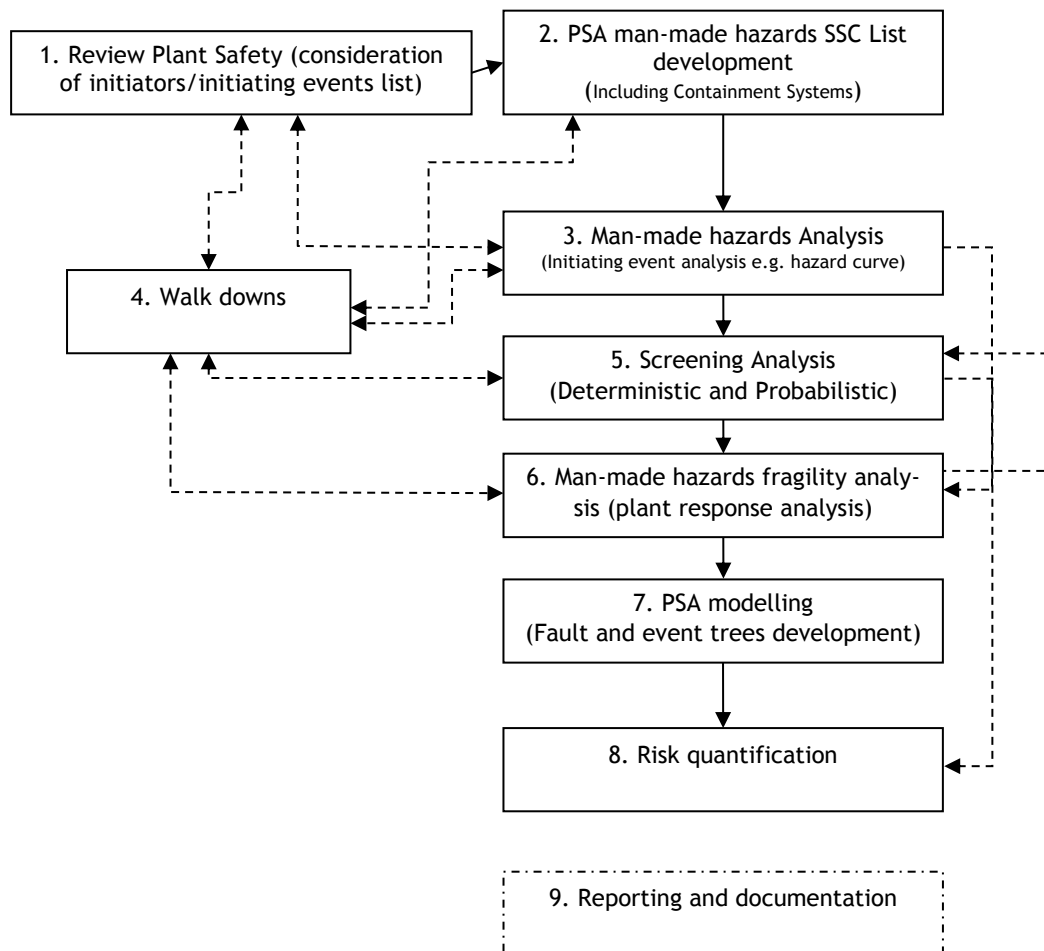 1. Review Plant Safety (consideration
of initiators/initiating events list)
2. PSA man-made hazards SSC List
development
(Including Containment Systems)
3. Man-made hazards Analysis
(Initiating event analysis e.g. hazard curve)
4. Walk downs
5. Screening Analysis
(Deterministic and Probabilistic)
6. Man-made hazards fragility analy-
sis (plant response analysis)
7. PSA modelling
(Fault and event trees development)
8. Risk quantification
9. Reporting and documentation